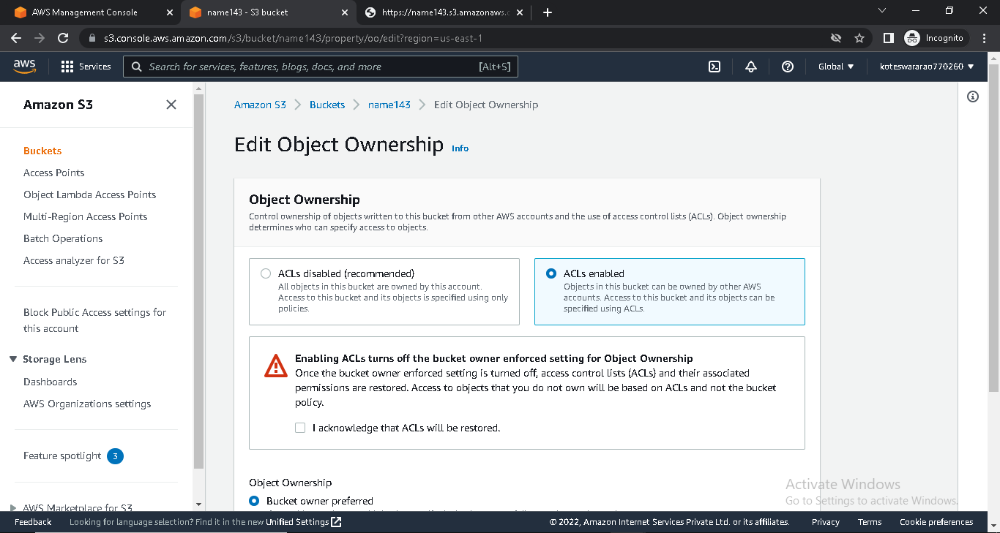 AWS Management Console
name143 - S3 bucket
https://name143.s3.amazonaws.c
s3.console.aws.amazon.com/s3/bucket/name143/property/oo/edit?region=us-east-1
Incognito
aws
Services
Search for services, features, blogs, docs, and more
[Alt+S]
Global
koteswararao770260
Amazon S3
Buckets
Access Points
Object Lambda Access Points
Multi-Region Access Points
Batch Operations
Access analyzer for S3
Block Public Access settings for
this account
Storage Lens
Dashboards
AWS Organizations settings
Feature spotlight 3
AWS Marketplace for S3
Amazon S3 > Buckets > name143 > Edit Object Ownership
Edit Object Ownership Info
Object Ownership
Control ownership of objects written to this bucket from other AWS accounts and the use of access control lists (ACLs). Object ownership
determines who can specify access to objects.
ACLs disabled (recommended)
All objects in this bucket are owned by this account.
Access to this bucket and its objects is specified using only
policies.
ACLs enabled
Objects in this bucket can be owned by other AWS
accounts. Access to this bucket and its objects can be
specified using ACLs.
Enabling ACLs turns off the bucket owner enforced setting for Object Ownership
Once the bucket owner enforced setting is turned off, access control lists (ACLs) and their associated
permissions are restored. Access to objects that you do not own will be based on ACLs and not the bucket
policy.
I acknowledge that ACLs will be restored.
Object Ownership
Bucket owner preferred
Activate Windows
Go to Settings to activate Windows.
Feedback
Looking for language selection? Find it in the new Unified Settings
© 2022, Amazon Internet Services Private Ltd. or its affiliates.
Privacy
Terms
Cookie preferences